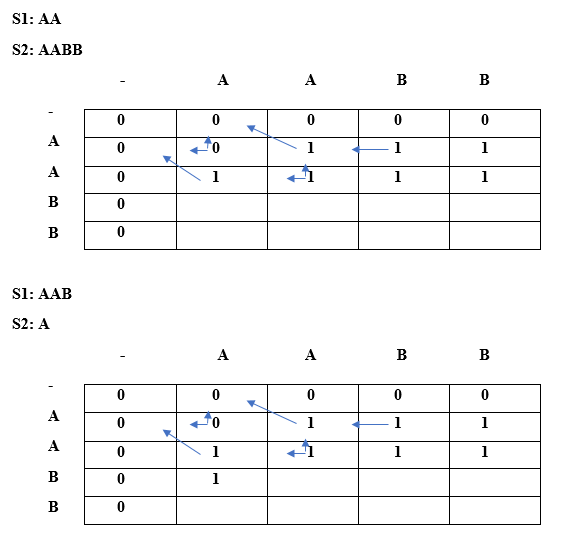 S1: AA
S2: AABB
- A A B B
-
0 0 0 0 0
A 0 0 1 1 1
A 0 1 1 1 1
B 0
B 0
S1: AAB
S2: A
- A A B B
-
0 0 0 0 0
A 0 0 1 1 1
A 0 1 1 1 1
B 0 1
B 0